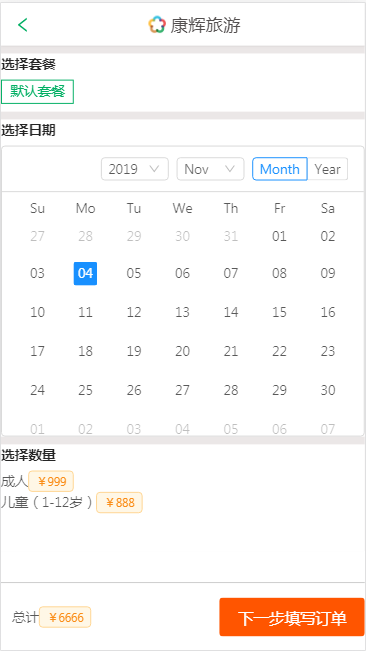 康辉旅游
选择套餐
默认套餐
选择日期
2019 Nov Month Year
Su Mo Tu We Th Fr Sa
27 28 29 30 31 01 02
03 04 05 06 07 08 09
10 11 12 13 14 15 16
17 18 19 20 21 22 23
24 25 26 27 28 29 30
01 02 03 04 05 06 07
选择数量
成人 ￥999
儿童（1-12岁） ￥888
总计 ￥6666 下一步填写订单